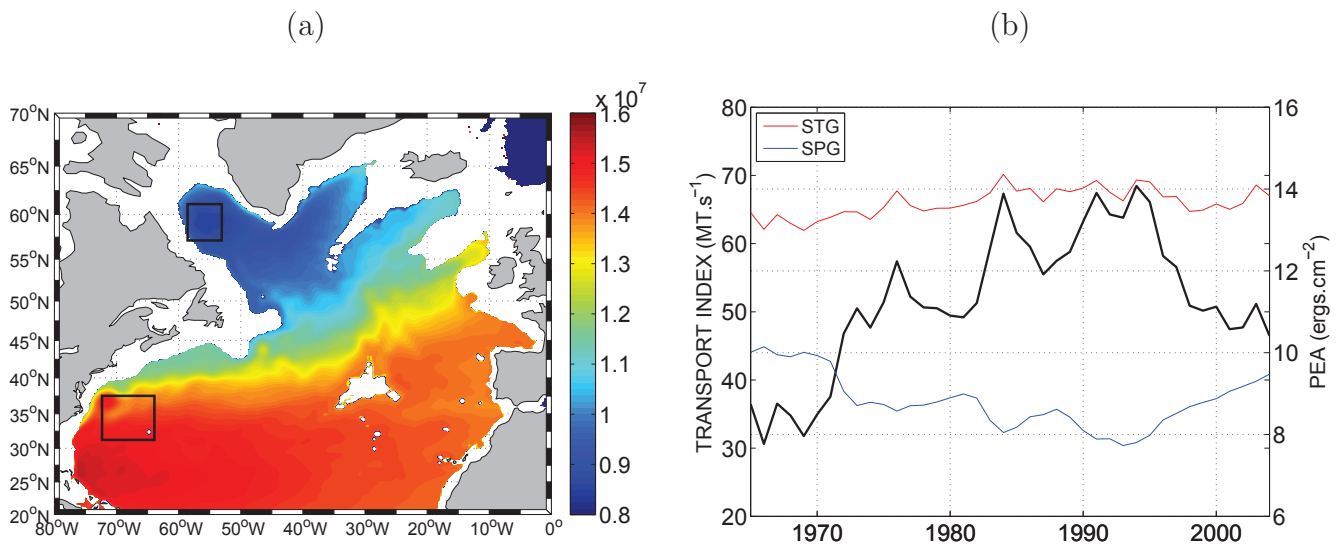 (a)
(b)
x 10⁷
70°N
65°N
60°N
55°N
50°N
45°N
40°N
35°N
30°N
25°N
20°N
80°W
70°W
60°W
50°W
40°W
30°W
20°W
10°W
0°
1.6
1.5
1.4
1.3
1.2
1.1
1
0.9
0.8
TRANSPORT INDEX (MT.s⁻¹)
80
70
60
50
40
30
20
STG
SPG
1970
1980
1990
2000
16
14
12
10
8
6
PEA (ergs.cm⁻²)